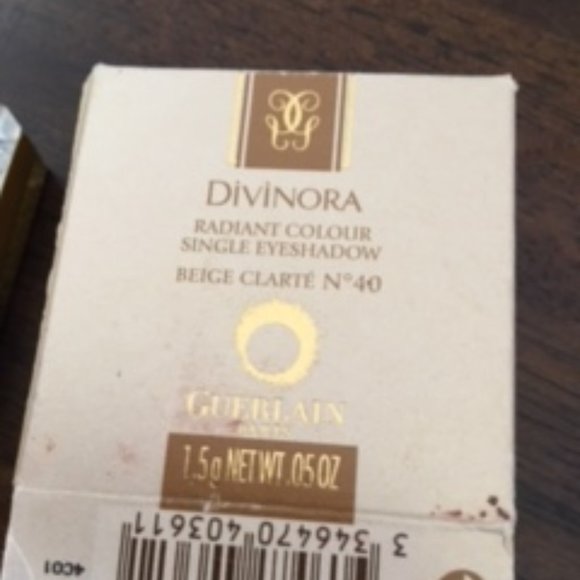 DiViNORA
RADIANT COLOUR
SINGLE EYESHADOW
BEIGE CLARTÉ N°40
GUERLAIN
PARIS
1.5g NET WT .05 OZ
3 346470 403611
4C01